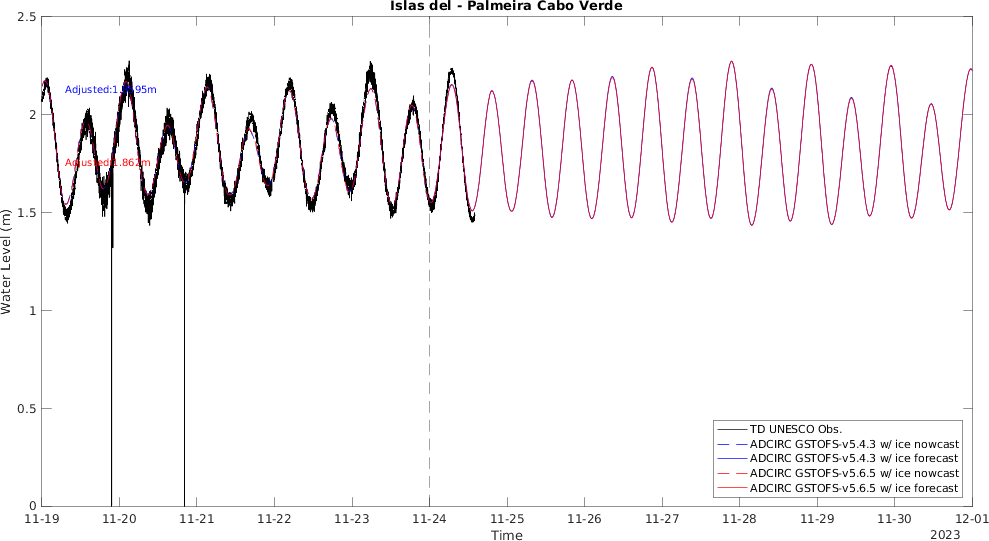 Islas del - Palmeira Cabo Verde
2.5
2
1.5
1
0.5
0
Water Level (m)
Adjusted:1.862m
TD UNESCO Obs.
ADCIRC GSTOFS-v5.4.3 w/ ice nowcast
ADCIRC GSTOFS-v5.4.3 w/ ice forecast
ADCIRC GSTOFS-v5.6.5 w/ ice nowcast
ADCIRC GSTOFS-v5.6.5 w/ ice forecast
11-19 11-20 11-21 11-22 11-23 11-24 11-25 11-26 11-27 11-28 11-29 11-30 12-01
Time
2023